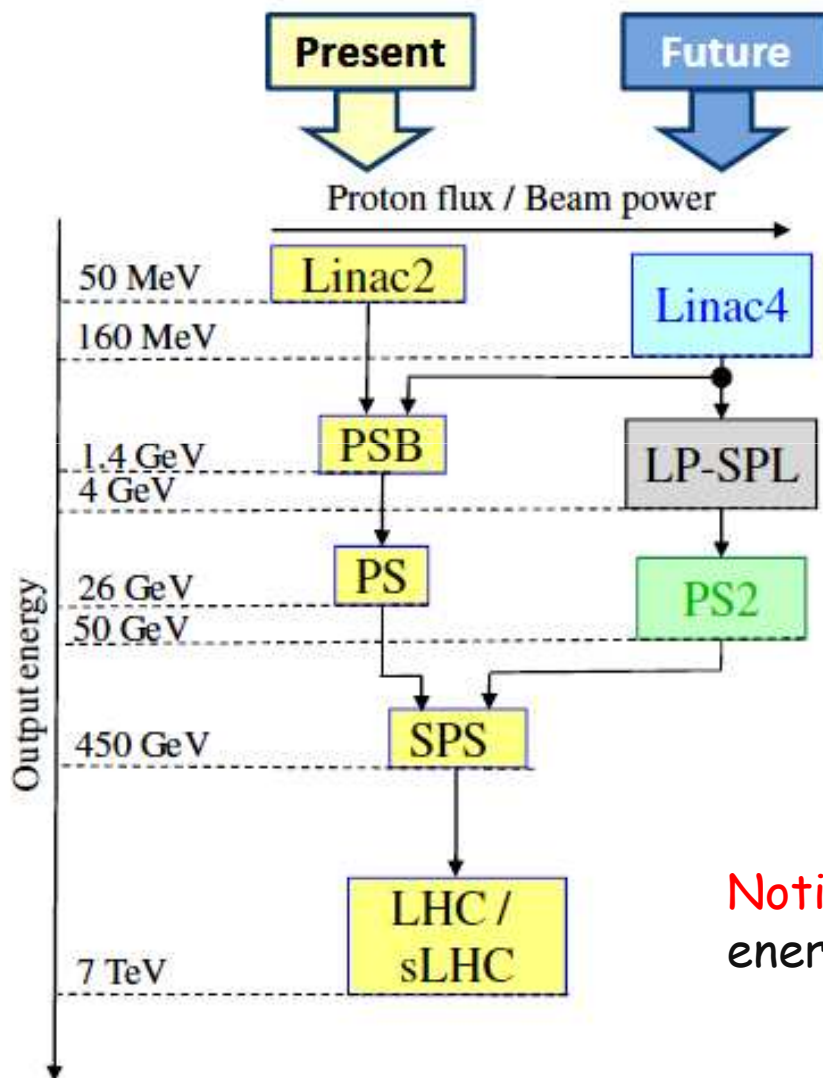 Present
Future
Proton flux / Beam power
50 MeV
Linac2
Linac4
160 MeV
PSB
1.4 GeV
LP-SPL
4 GeV
PS
26 GeV
PS2
50 GeV
SPS
450 GeV
LHC /
sLHC
7 TeV
Output energy